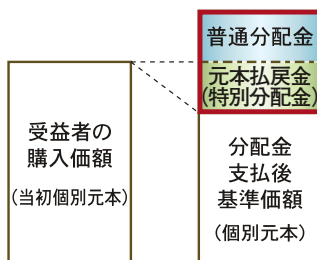 普通分配金
元本払戻金
(特別分配金)
受益者の
購入価額
(当初個別元本)
分配金
支払後
基準価額
(個別元本)